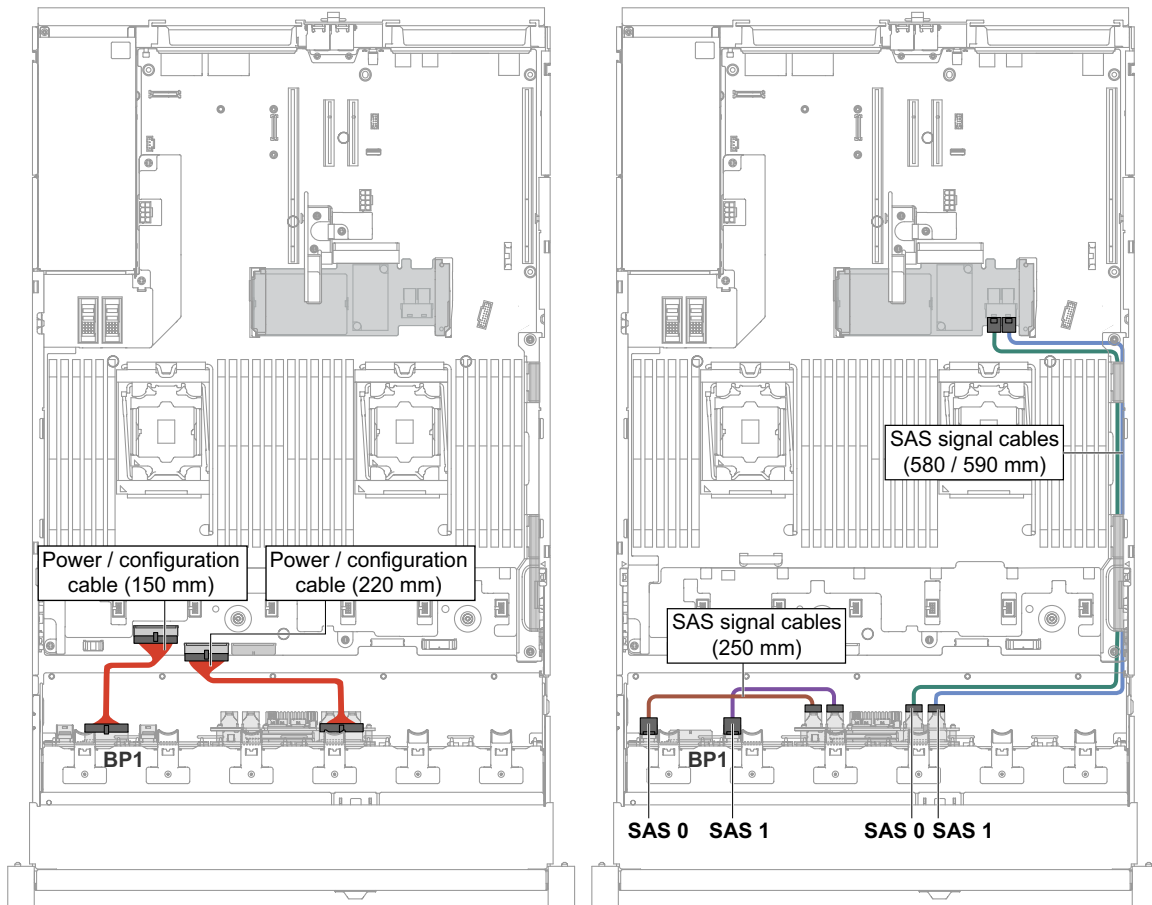 Power / configuration
cable (150 mm)
Power / configuration
cable (220 mm)
BP1
SAS signal cables
(580 / 590 mm)
SAS signal cables
(250 mm)
BP1
SAS 0
SAS 1
SAS 0
SAS 1